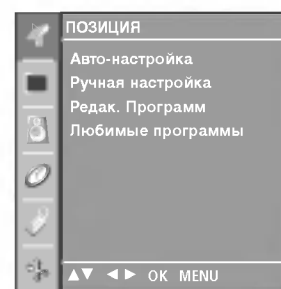 ПОЗИЦИЯ
Авто-настройка
Ручная настройка
Редак. Программ
Любимые программы
▲▼ ◄► OK MENU